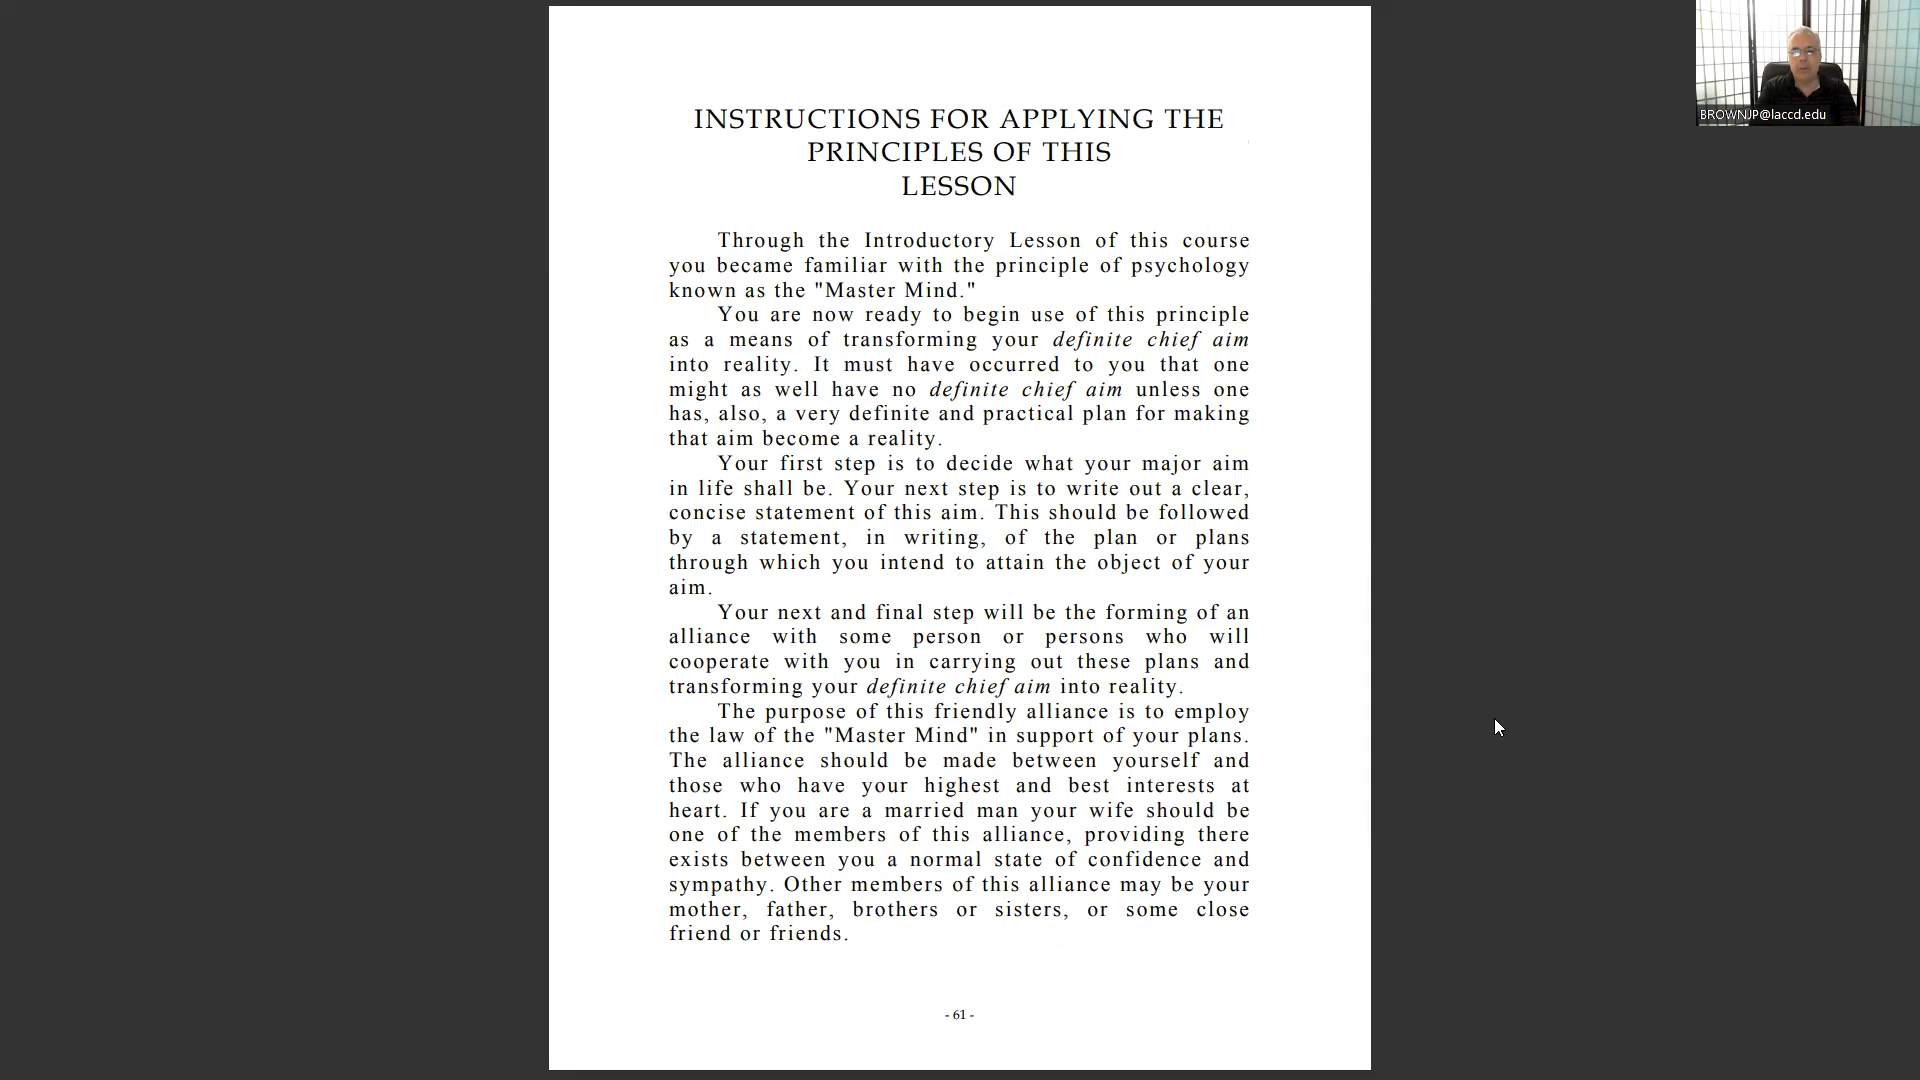 INSTRUCTIONS FOR APPLYING THE
PRINCIPLES OF THIS
LESSON
Through the Introductory Lesson of this course
you became familiar with the principle of psychology
known as the "Master Mind."
You are now ready to begin use of this principle
as a means of transforming your definite chief aim
into reality. It must have occurred to you that one
might as well have no definite chief aim unless one
has, also, a very definite and practical plan for making
that aim become a reality.
Your first step is to decide what your major aim
in life shall be. Your next step is to write out a clear,
concise statement of this aim. This should be followed
by a statement, in writing, of the plan or plans
through which you intend to attain the object of your
aim.
Your next and final step will be the forming of an
alliance with some person or persons who will
cooperate with you in carrying out these plans and
transforming your definite chief aim into reality.
The purpose of this friendly alliance is to employ
the law of the "Master Mind" in support of your plans.
The alliance should be made between yourself and
those who have your highest and best interests at
heart. If you are a married man your wife should be
one of the members of this alliance, providing there
exists between you a normal state of confidence and
sympathy. Other members of this alliance may be your
mother, father, brothers or sisters, or some close
friend or friends.
- 61 -
BROWNJP@laccd.edu